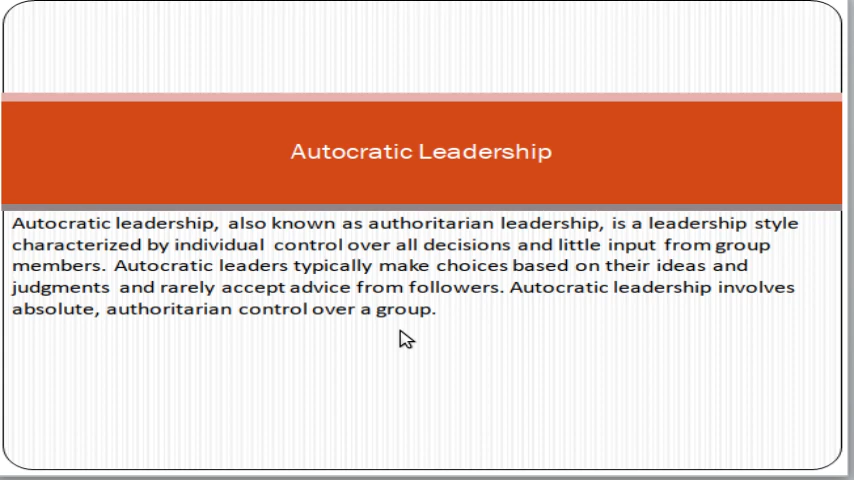 Autocratic Leadership
Autocratic leadership, also known as authoritarian leadership, is a leadership style
characterized by individual control over all decisions and little input from group
members. Autocratic leaders typically make choices based on their ideas and
judgments and rarely accept advice from followers. Autocratic leadership involves
absolute, authoritarian control over a group.